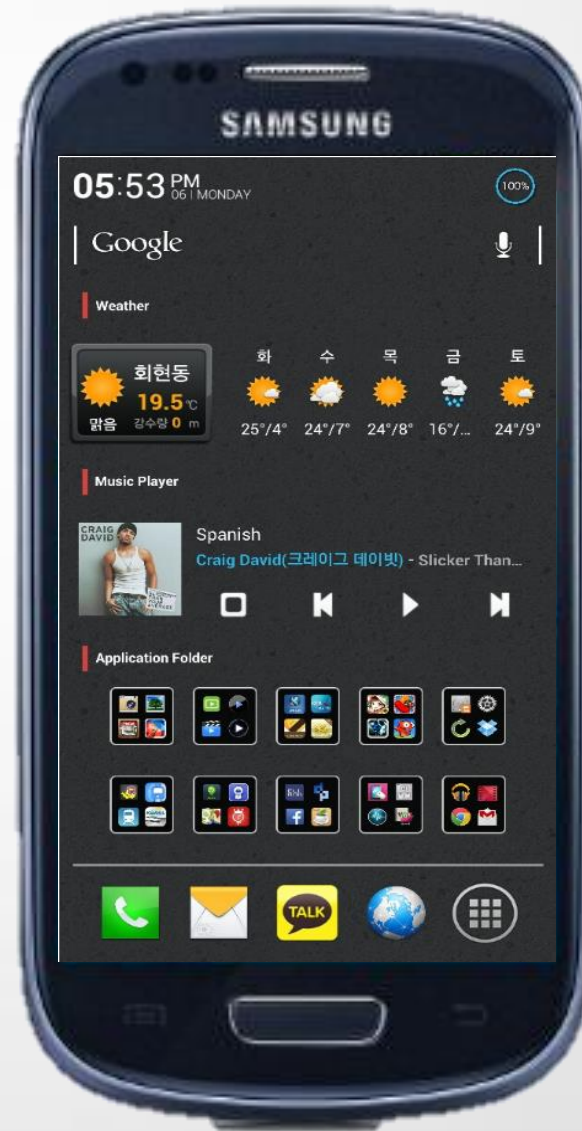 SAMSUNG
05:53 PM
06 | MONDAY
100%
Google
Weather
회현동
19.5 °C
맑음 강수량 0 m
화 수 목 금 토
25°/4° 24°/7° 24°/8° 16°/... 24°/9°
Music Player
CRAIG
DAVID
Spanish
Craig David(크레이그 데이빗) - Slicker Than...
Application Folder
TALK